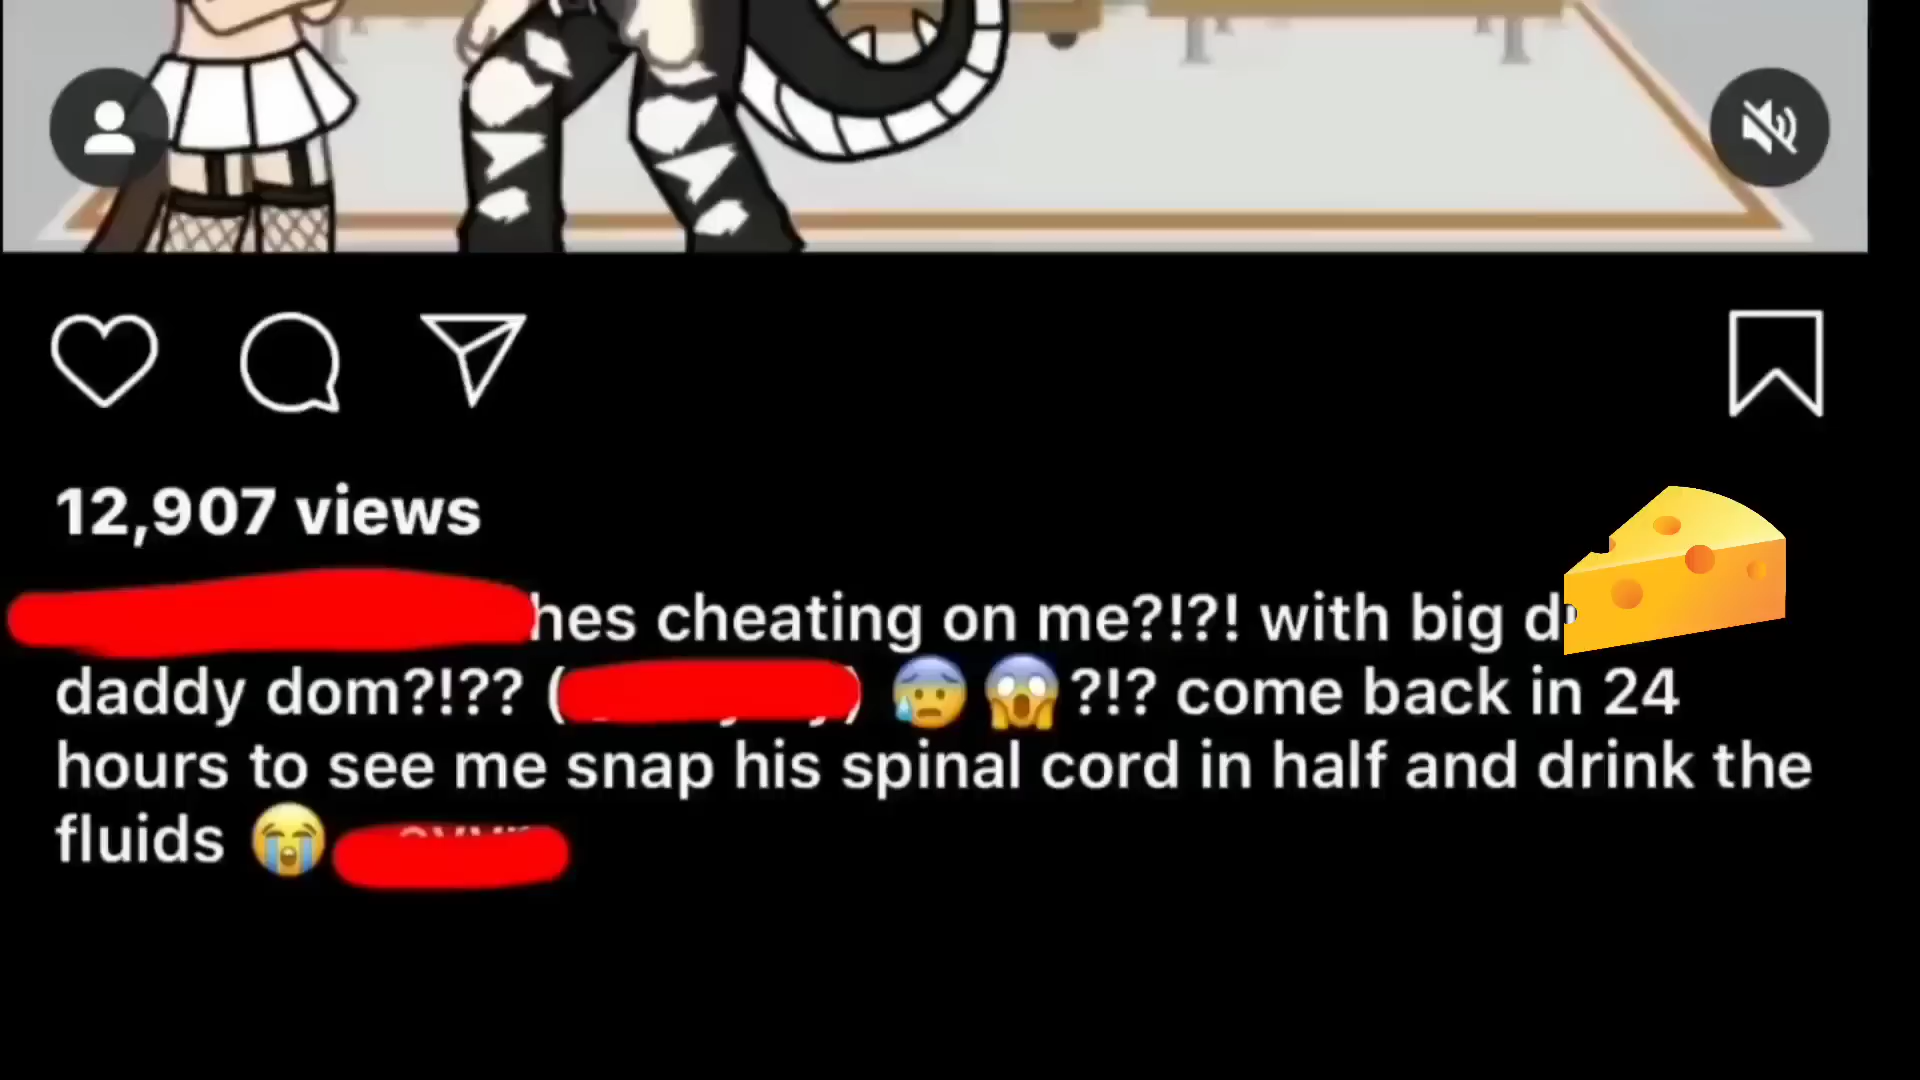 12,907 views
hes cheating on me?!?! with big
daddy dom?!?? ( ) 😰 😱 ?!? come back in 24
hours to see me snap his spinal cord in half and drink the
fluids 😭